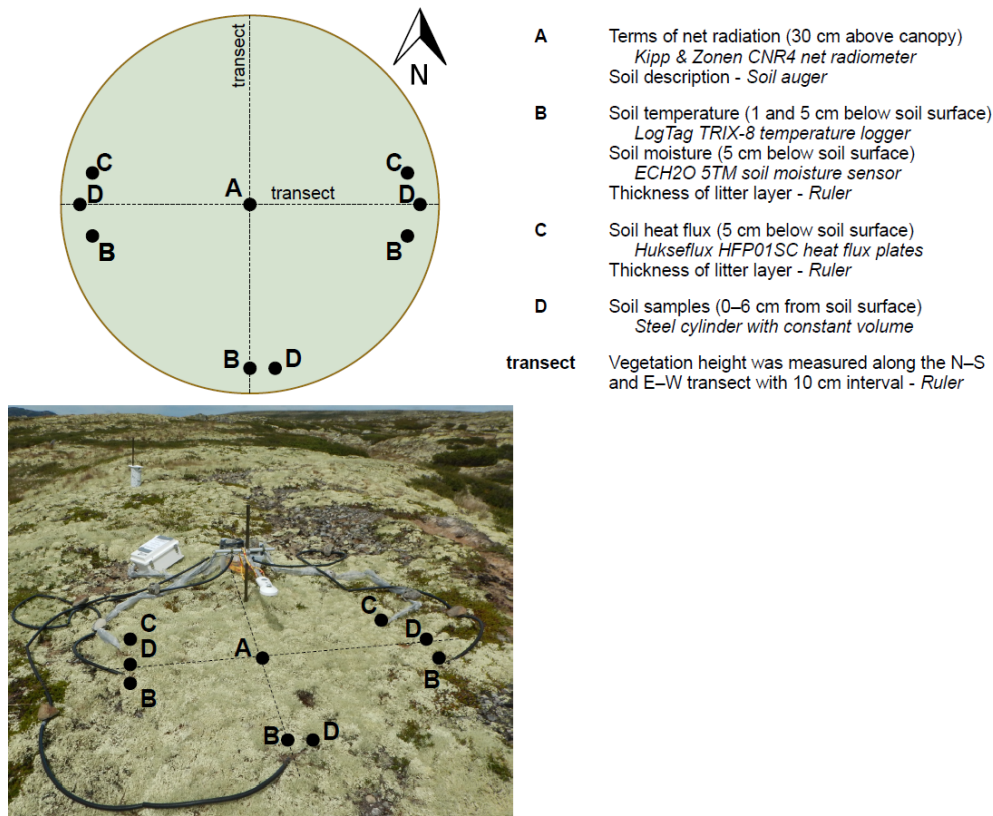 transect
N
C
C
D
A
transect
D
B
B
B
D
A Terms of net radiation (30 cm above canopy)
Kipp & Zonen CNR4 net radiometer
Soil description - Soil auger
B Soil temperature (1 and 5 cm below soil surface)
LogTag TRIX-8 temperature logger
Soil moisture (5 cm below soil surface)
ECH2O 5TM soil moisture sensor
Thickness of litter layer - Ruler
C Soil heat flux (5 cm below soil surface)
Hukseflux HFP01SC heat flux plates
Thickness of litter layer - Ruler
D Soil samples (0–6 cm from soil surface)
Steel cylinder with constant volume
transect Vegetation height was measured along the N–S
and E–W transect with 10 cm interval - Ruler
C
C
D
D
A
B
B
B
D